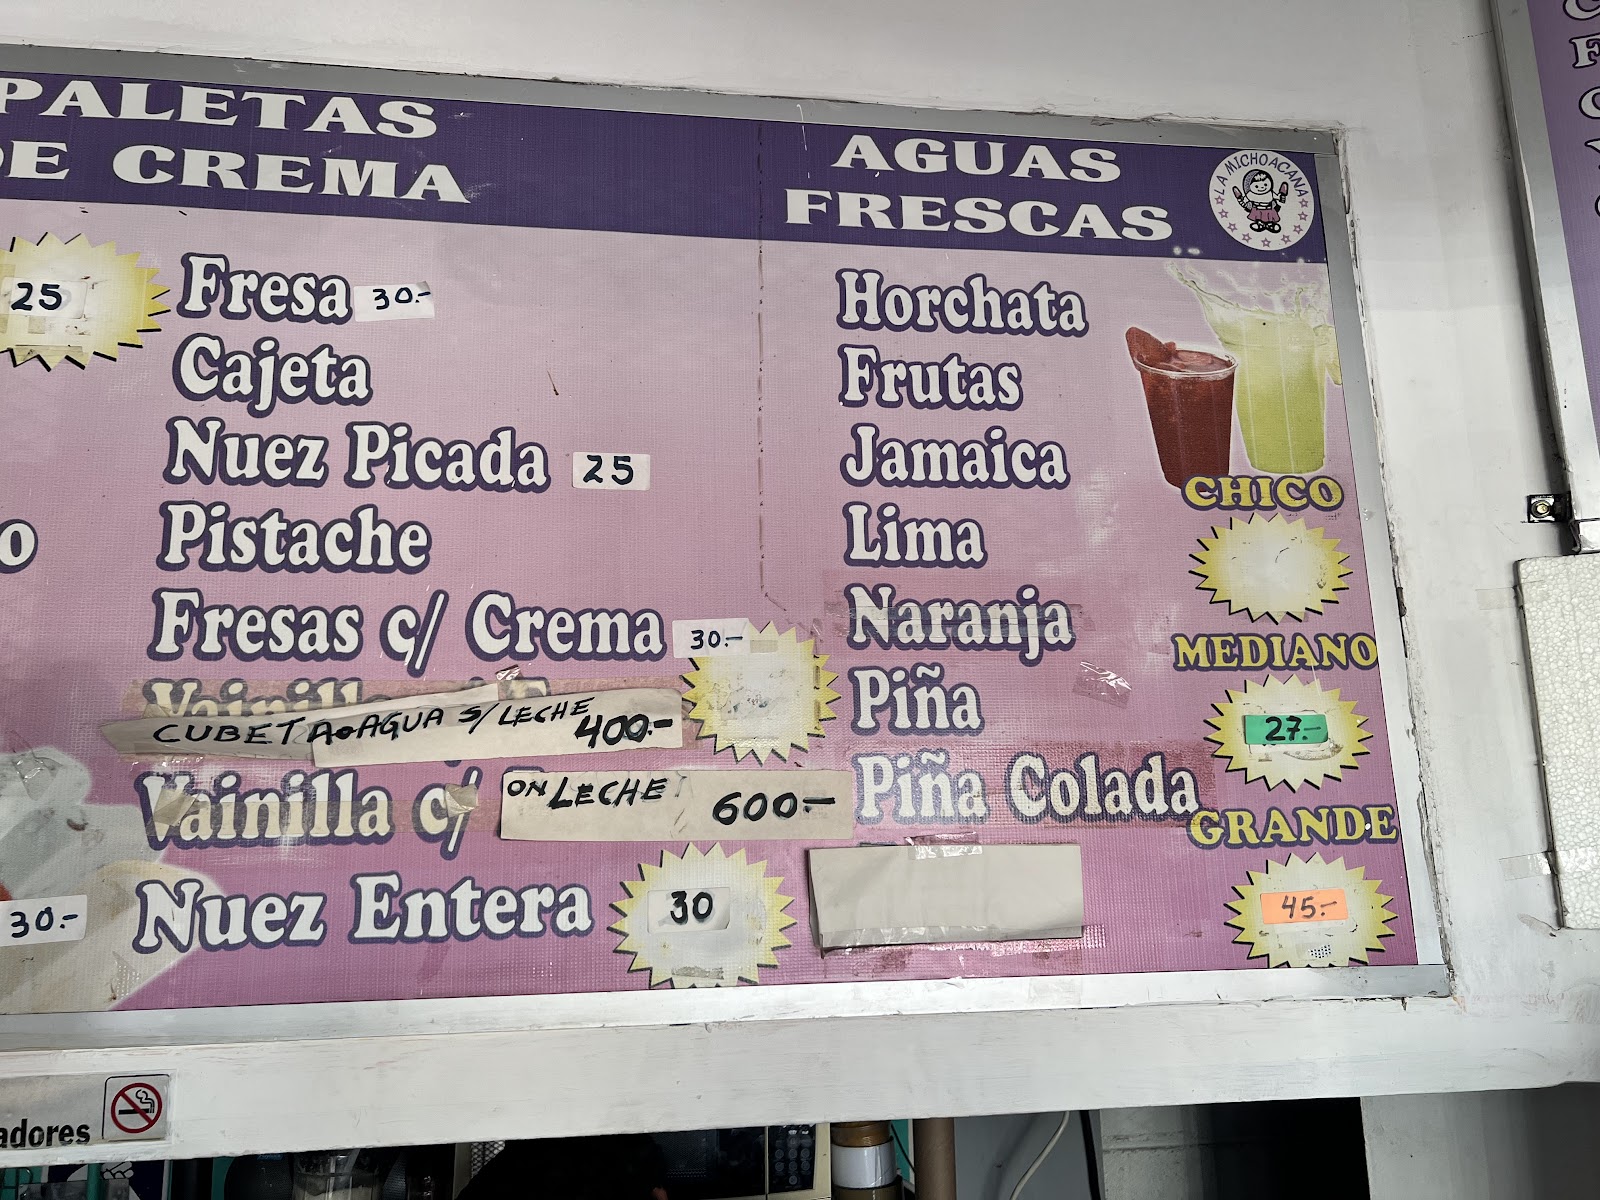 PALETAS
DE CREMA
25
Fresa 30.-
Cajeta
Nuez Picada 25
Pistache
Fresas c/ Crema 30.-
CUBETA AGUA S/LECHE 400.-
Vainilla c/ ON LECHE 600.-
Nuez Entera 30
30.-
AGUAS
FRESCAS
LA MICHOACANA
Horchata
Frutas
Jamaica
Lima
Naranja
Piña
Piña Colada
CHICO
MEDIANO
27.-
GRANDE
45.-
adores